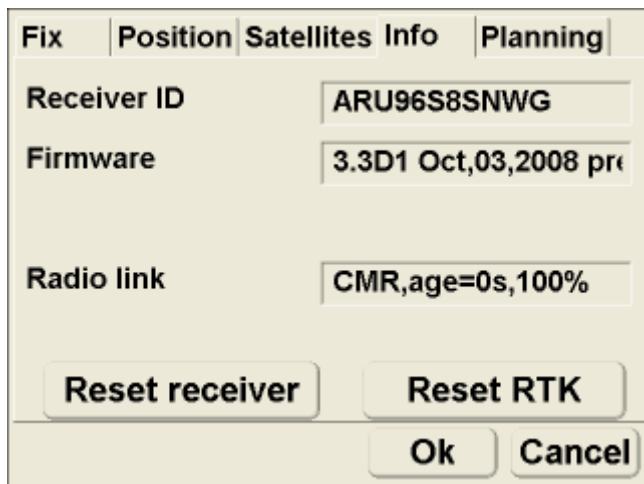 Fix Position Satellites Info Planning
Receiver ID ARU96S8SNWG
Firmware 3.3D1 Oct,03,2008 pre
Radio link CMR,age=0s,100%
Reset receiver Reset RTK
Ok Cancel